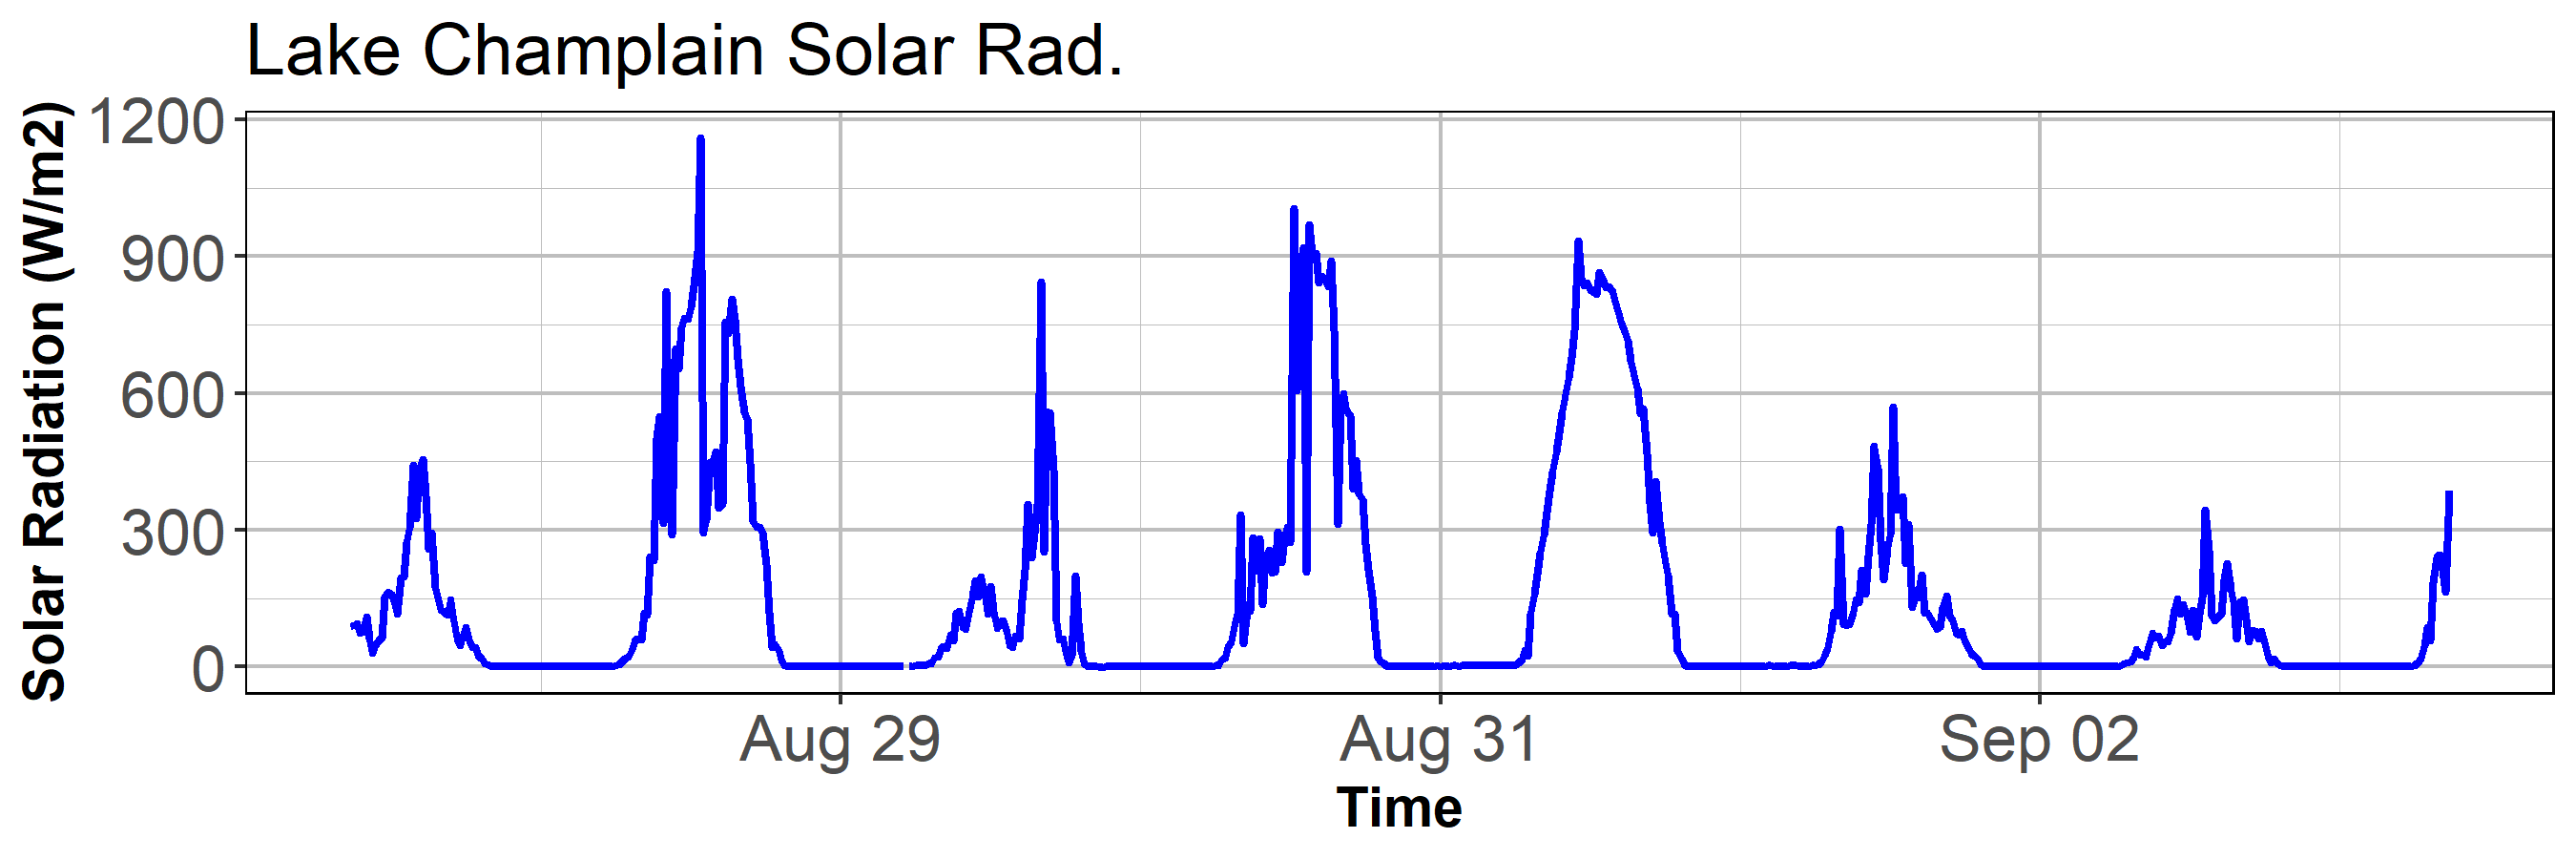 Lake Champlain Solar Rad.
Solar Radiation (W/m2)
1200
900
600
300
0
Aug 29 Aug 31 Sep 02
Time